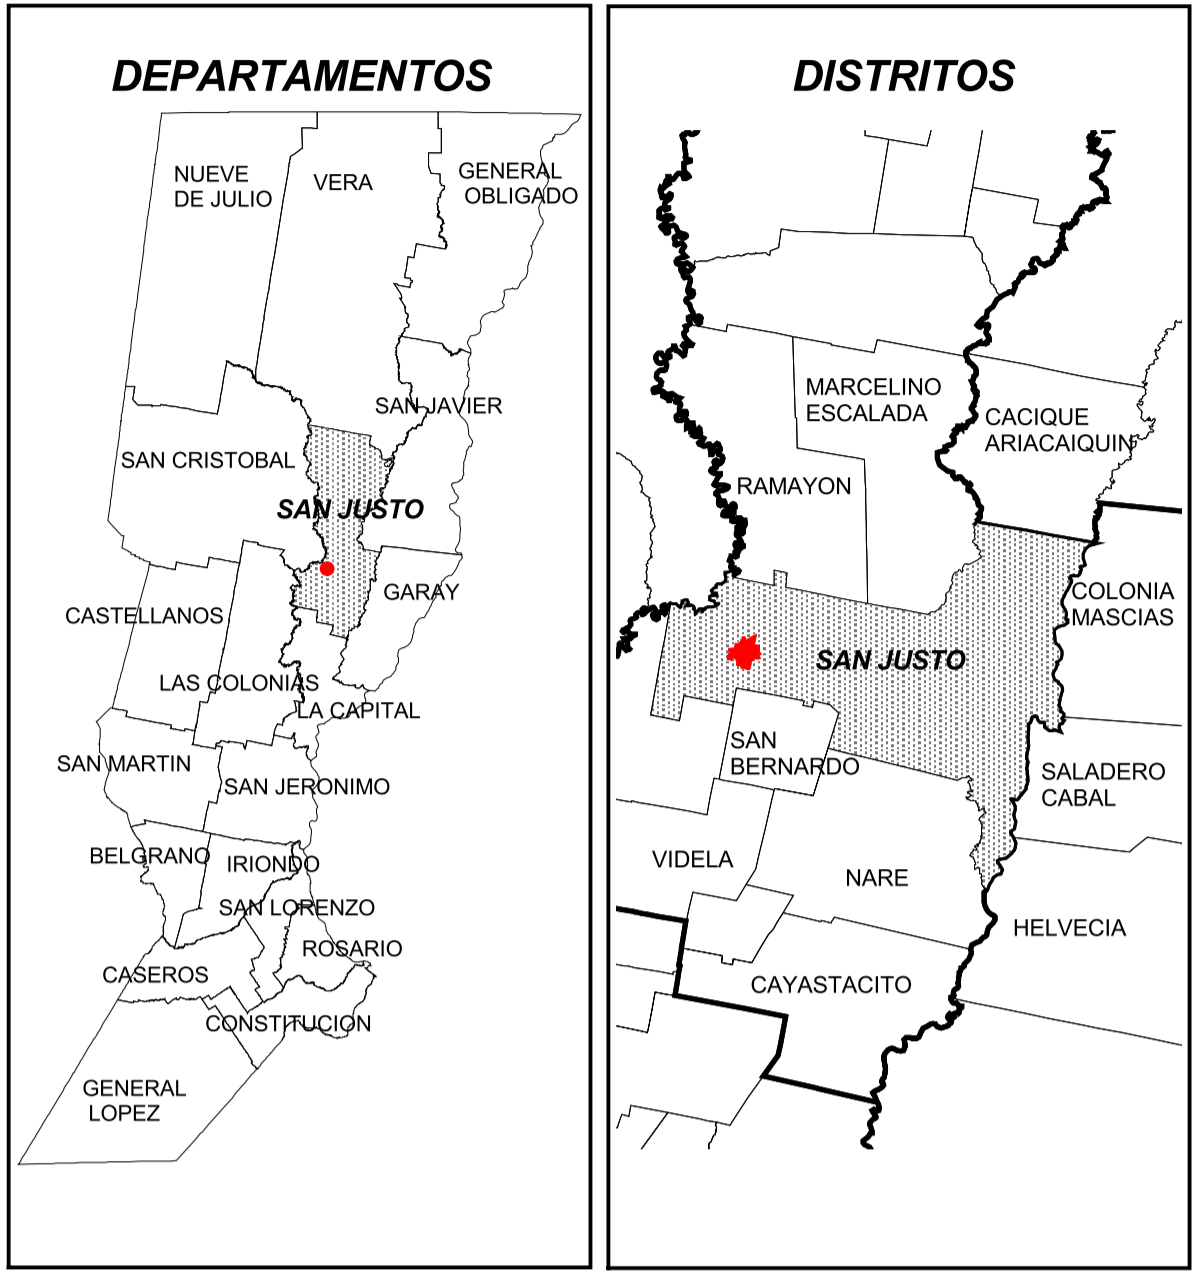 DEPARTAMENTOS
NUEVE
DE JULIO
VERA
GENERAL
OBLIGADO
SAN JAVIER
SAN CRISTOBAL
SAN JUSTO
GARAY
CASTELLANOS
LAS COLONIAS
LA CAPITAL
SAN MARTIN
SAN JERONIMO
BELGRANO
IRIONDO
SAN LORENZO
ROSARIO
CASEROS
CONSTITUCION
GENERAL
LOPEZ
DISTRITOS
MARCELINO
ESCALADA
CACIQUE
ARIACAIQUIN
RAMAYON
COLONIA
MASCIAS
SAN JUSTO
SAN
BERNARDO
SALADERO
CABAL
VIDELA
NARE
HELVECIA
CAYASTACITO